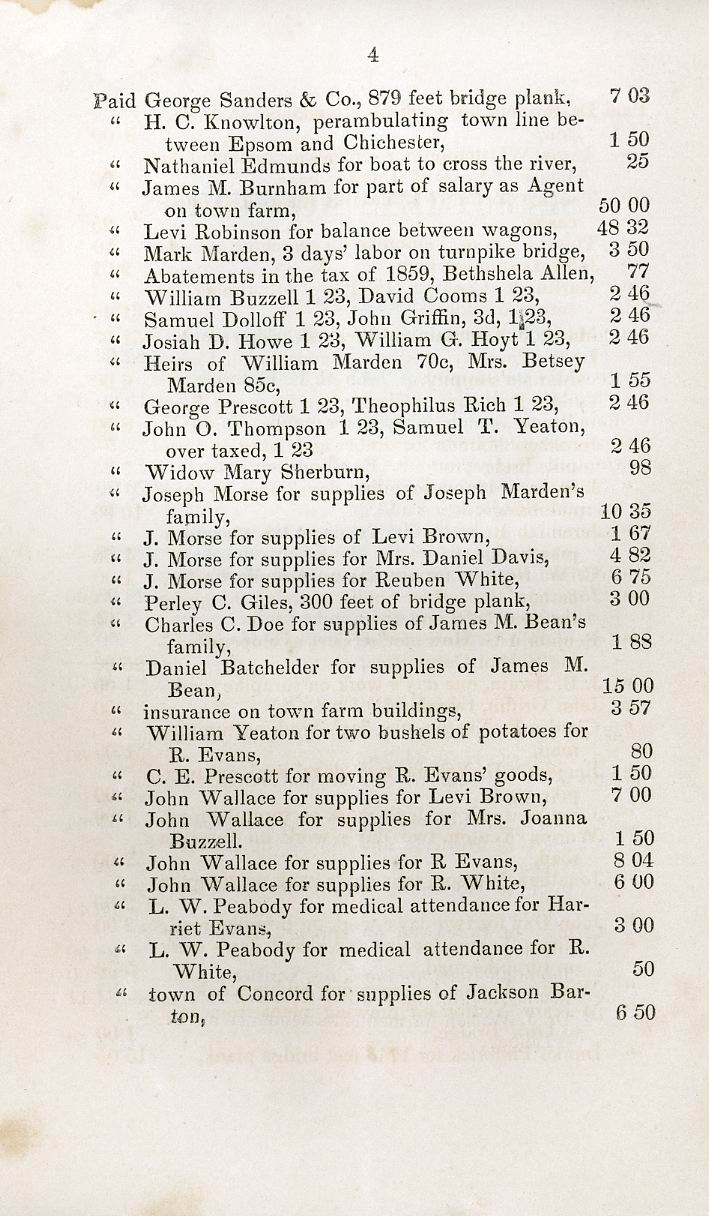 4
Paid George Sanders & Co., 879 feet bridge plank, 7 03
“ H. C. Knowlton, perambulating town line be-
tween Epsom and Chichester, 1 50
“ Nathaniel Edmunds for boat to cross the river, 25
“ James M. Burnham for part of salary as Agent
on town farm, 50 00
“ Levi Robinson for balance between wagons, 48 32
“ Mark Marden, 3 days’ labor on turnpike bridge, 3 50
“ Abatements in the tax of 1859, Bethshela Allen, 77
“ William Buzzell 1 23, David Cooms 1 23, 2 46
“ Samuel Dolloff 1 23, John Griffin, 3d, 1 23, 2 46
“ Josiah D. Howe 1 23, William G. Hoyt 1 23, 2 46
“ Heirs of William Marden 70c, Mrs. Betsey
Marden 85c, 1 55
“ George Prescott 1 23, Theophilus Rich 1 23, 2 46
“ John O. Thompson 1 23, Samuel T. Yeaton,
over taxed, 1 23 2 46
“ Widow Mary Sherburn, 98
“ Joseph Morse for supplies of Joseph Marden’s
family, 10 35
“ J. Morse for supplies of Levi Brown, 1 67
“ J. Morse for supplies for Mrs. Daniel Davis, 4 82
“ J. Morse for supplies for Reuben White, 6 75
“ Perley C. Giles, 300 feet of bridge plank, 3 00
“ Charles C. Doe for supplies of James M. Bean’s
family, 1 88
“ Daniel Batchelder for supplies of James M.
Bean, 15 00
“ insurance on town farm buildings, 3 57
“ William Yeaton for two bushels of potatoes for
R. Evans, 80
“ C. E. Prescott for moving R. Evans’ goods, 1 50
“ John Wallace for supplies for Levi Brown, 7 00
“ John Wallace for supplies for Mrs. Joanna
Buzzell. 1 50
“ John Wallace for supplies for R Evans, 8 04
“ John Wallace for supplies for R. White, 6 00
“ L. W. Peabody for medical attendance for Har-
riet Evans, 3 00
“ L. W. Peabody for medical attendance for R.
White, 50
“ town of Concord for supplies of Jackson Bar-
ton, 6 50